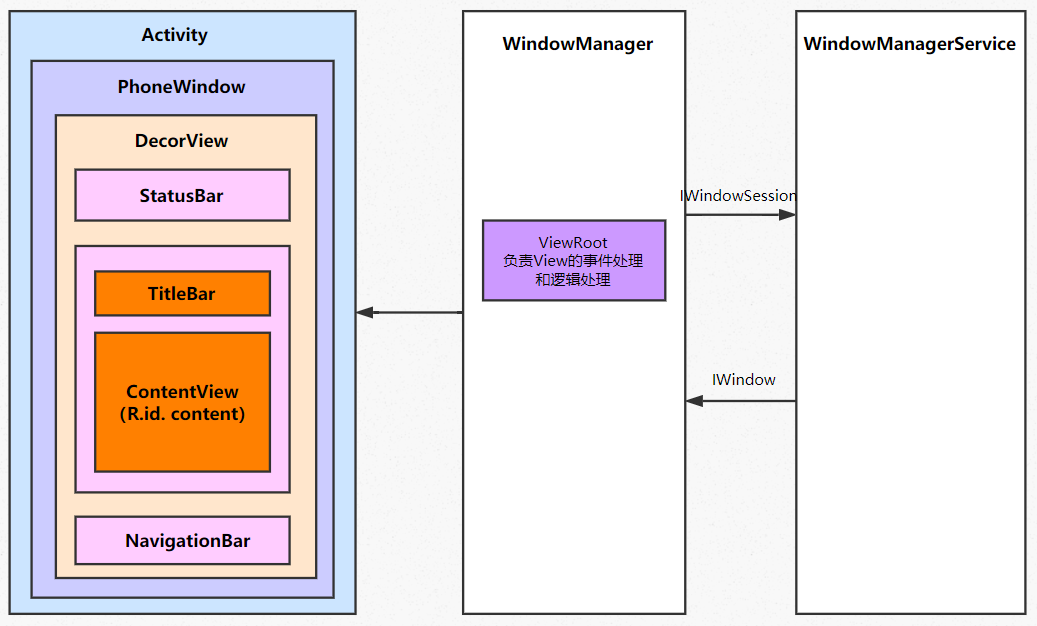 Activity
PhoneWindow
DecorView
StatusBar
TitleBar
ContentView
(R.id. content)
NavigationBar
WindowManager
ViewRoot
负责View的事件处理
和逻辑处理
IWindowSession
IWindow
WindowManagerService